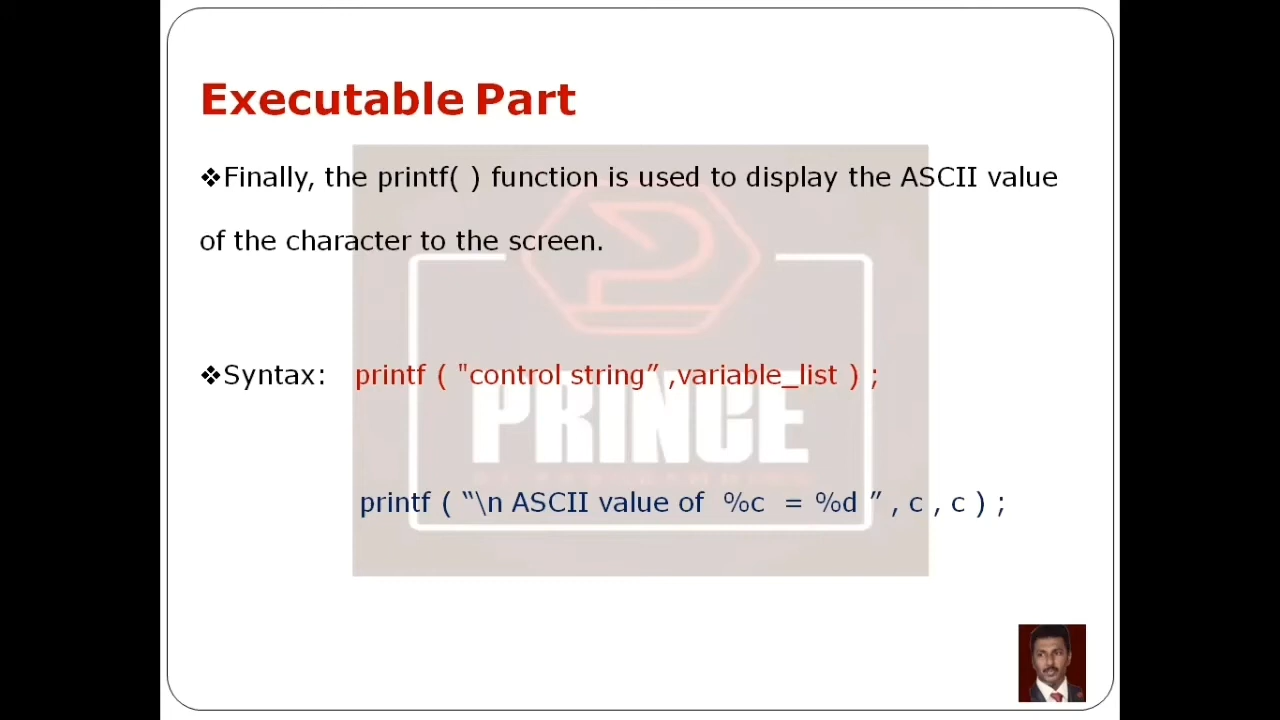 Executable Part
❖Finally, the printf( ) function is used to display the ASCII value
of the character to the screen.
❖Syntax: printf ( "control string” ,variable_list ) ;
PRINCE
printf ( “\n ASCII value of %c = %d ” , c , c ) ;